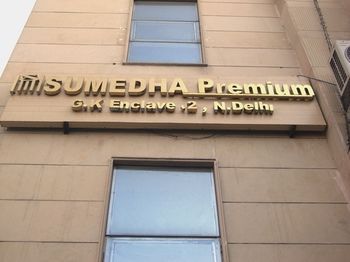 SUMEDHA Premium
G.K Enclave -2 , N.Delhi